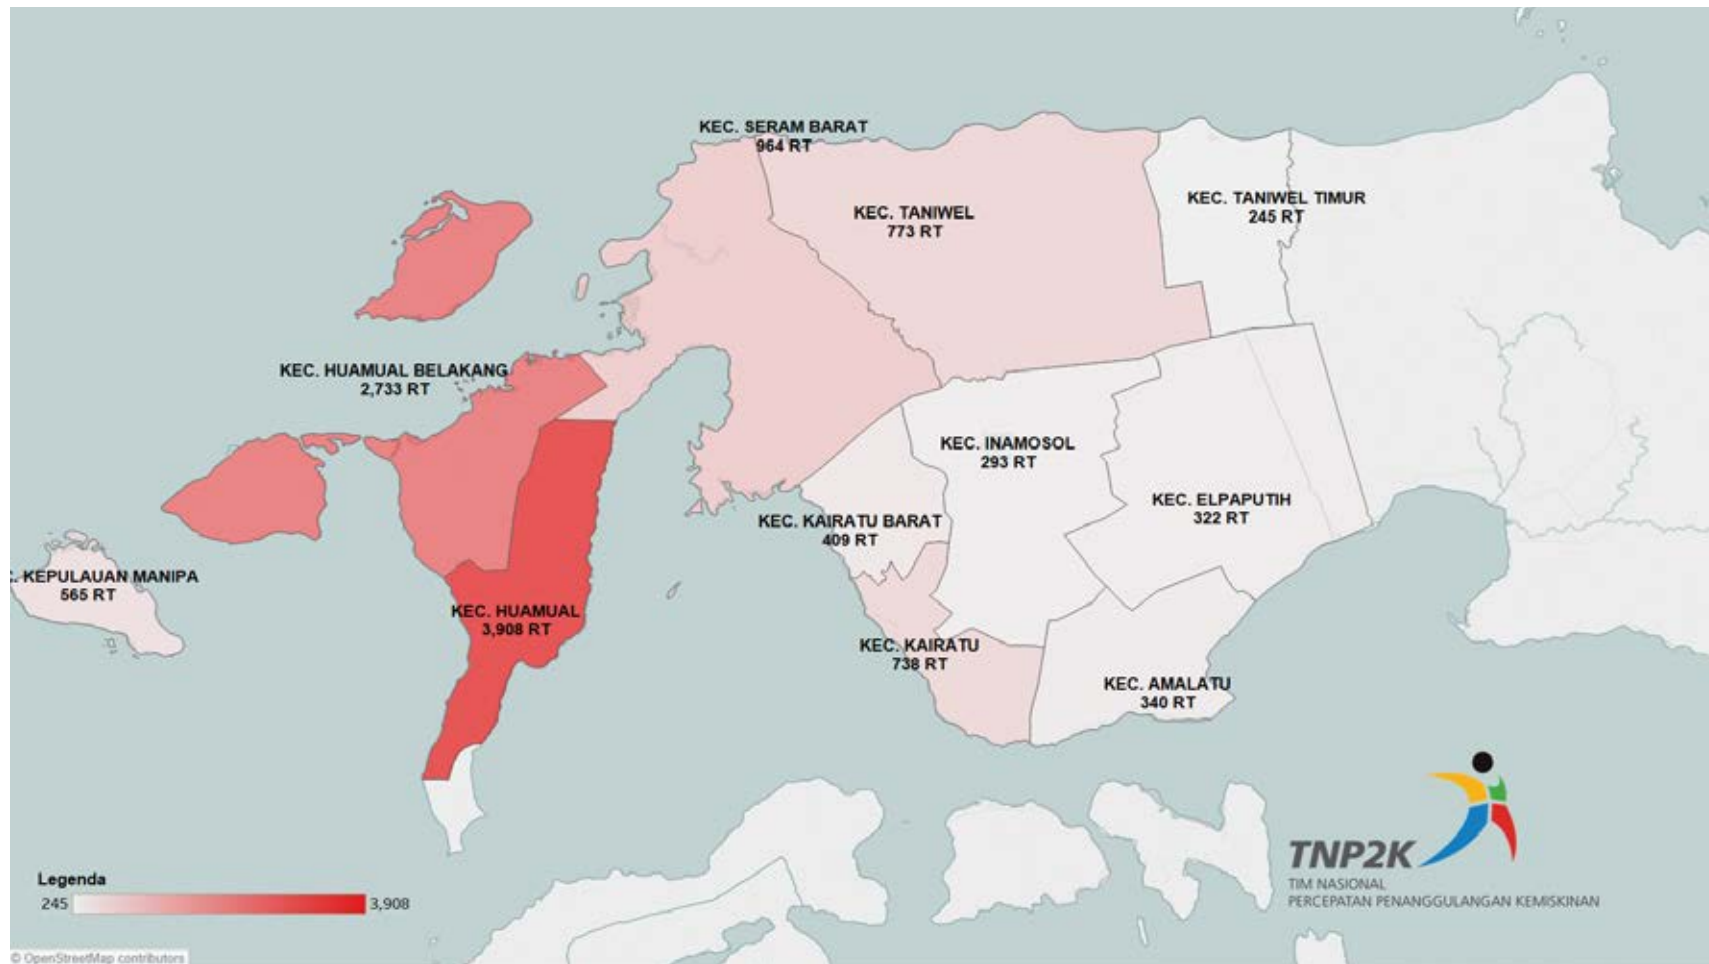 KEC. SERAM BARAT
964 RT
KEC. TANIWEL
773 RT
KEC. TANIWEL TIMUR
245 RT
KEC. HUAMUAL BELAKANG
2,733 RT
KEC. INAMOSOL
293 RT
KEC. ELPAPUTIH
322 RT
KEC. KAIRATU BARAT
409 RT
. KEPULAUAN MANIPA
565 RT
KEC. HUAMUAL
3,908 RT
KEC. KAIRATU
738 RT
KEC. AMALATU
340 RT
TNP2K
TIM NASIONAL
PERCEPATAN PENANGGULANGAN KEMISKINAN
Legenda
245 3,908
© OpenStreetMap contributors